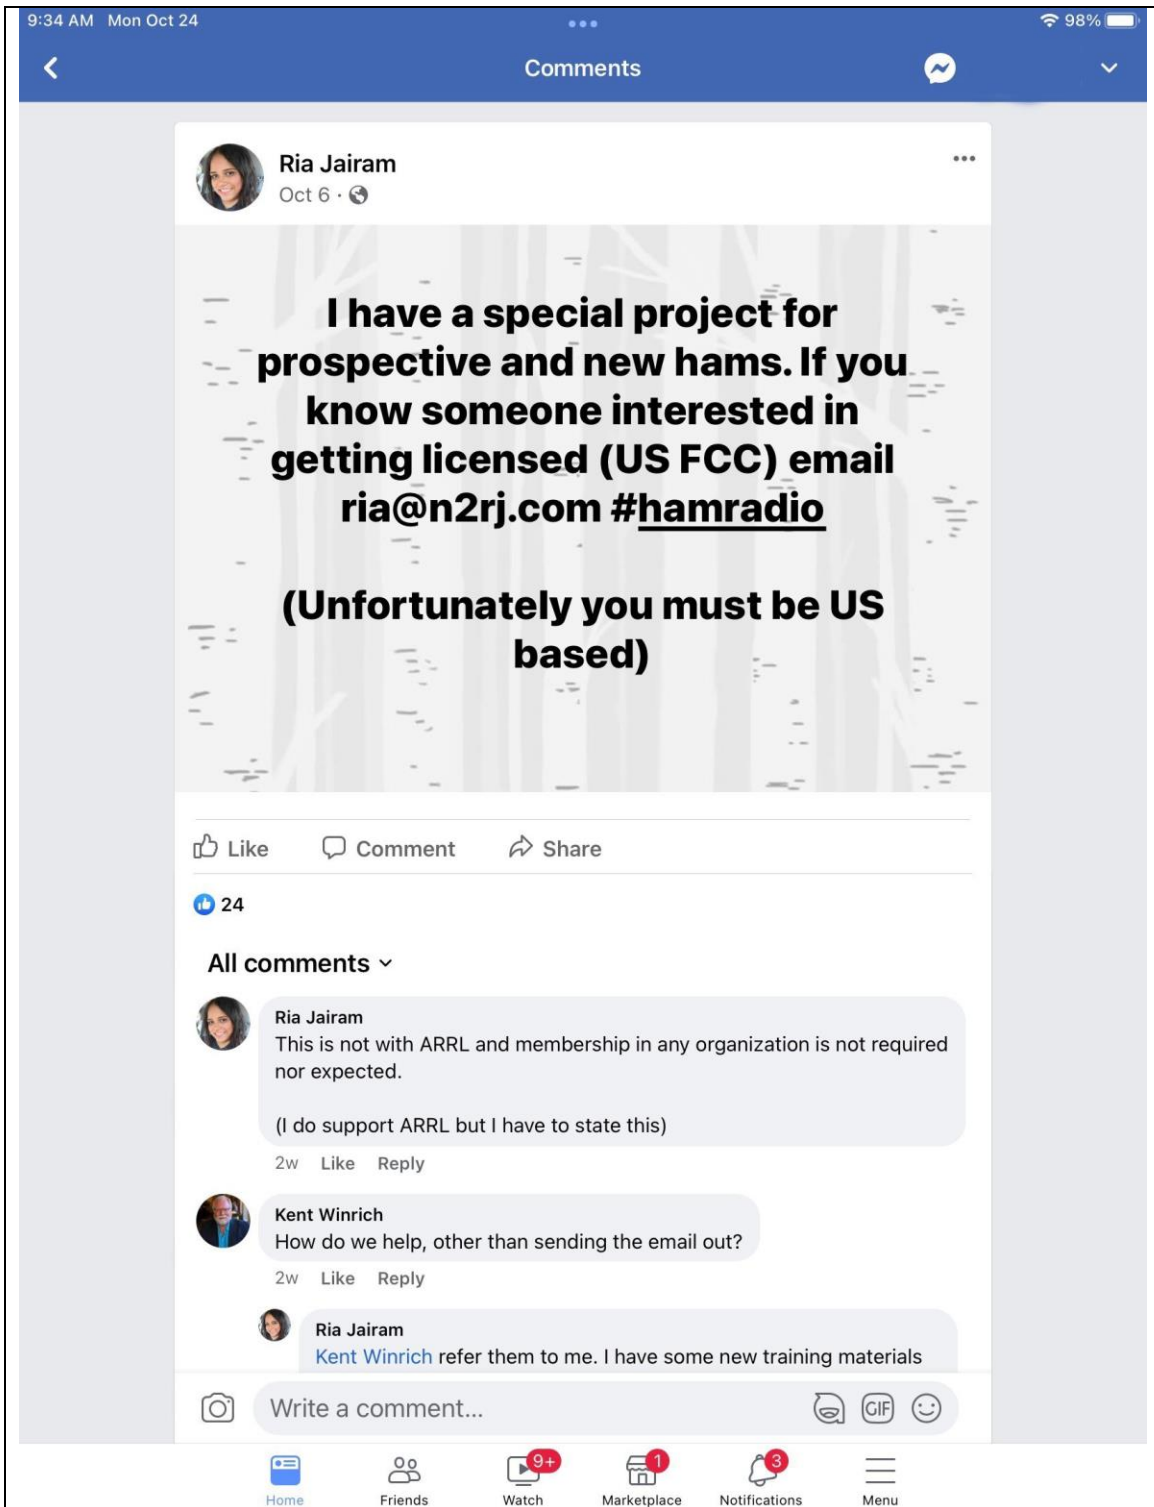 9:34 AM Mon Oct 24
98%
Comments
Ria Jairam
Oct 6 ·
I have a special project for
prospective and new hams. If you
know someone interested in
getting licensed (US FCC) email
ria@n2rj.com #hamradio
(Unfortunately you must be US
based)
Like Comment Share
24
All comments
Ria Jairam
This is not with ARRL and membership in any organization is not required
nor expected.
(I do support ARRL but I have to state this)
2w Like Reply
Kent Winrich
How do we help, other than sending the email out?
2w Like Reply
Ria Jairam
Kent Winrich refer them to me. I have some new training materials
Write a comment...
GIF
9+ 1 3
Home Friends Watch Marketplace Notifications Menu